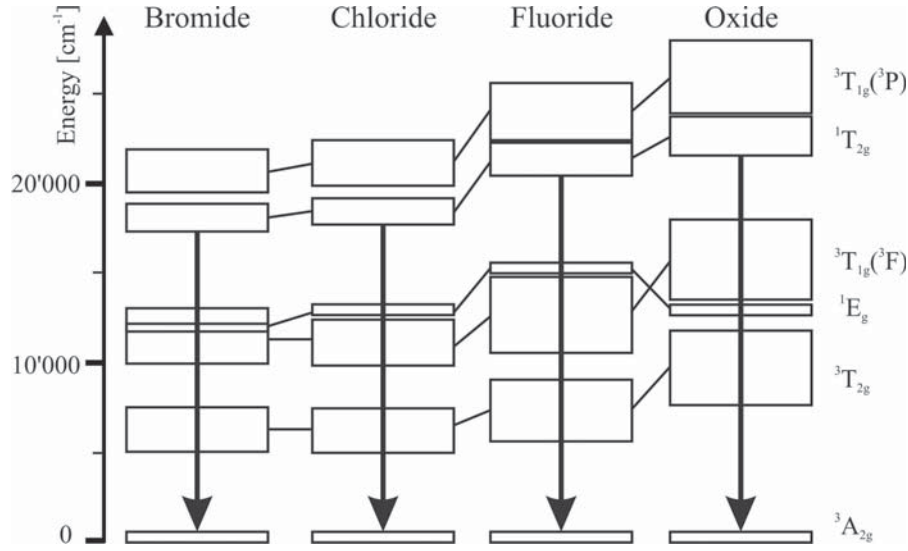 Bromide Chloride Fluoride Oxide
Energy [cm⁻¹]
³T₁g(³P)
¹T₂g
20'000
³T₁g(³F)
¹Eg
10'000
³T₂g
³A₂g
0